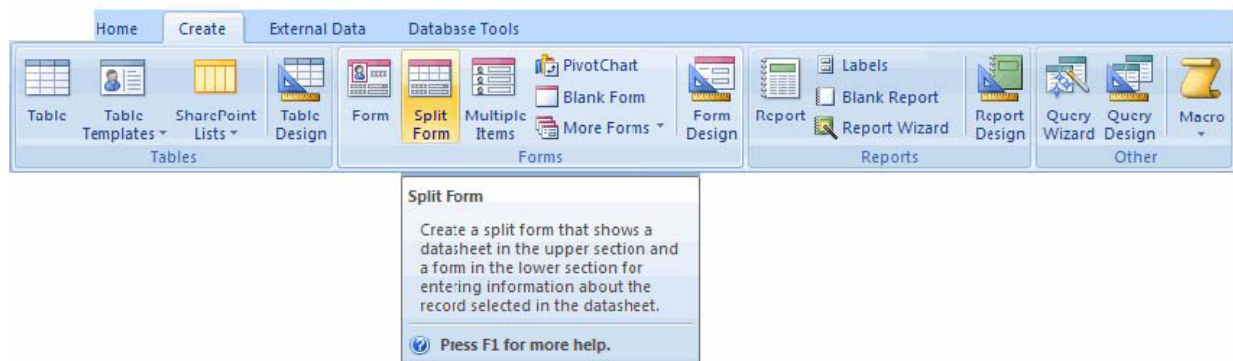 Home Create External Data Database Tools
Table
Table Templates
SharePoint Lists
Table Design
Tables
Form
Split Form
Multiple Items
PivotChart
Blank Form
More Forms
Form Design
Forms
Report
Labels
Blank Report
Report Wizard
Report Design
Reports
Query Wizard
Query Design
Macro
Other
Split Form
Create a split form that shows a
datasheet in the upper section and
a form in the lower section for
entering information about the
record selected in the datasheet.
Press F1 for more help.